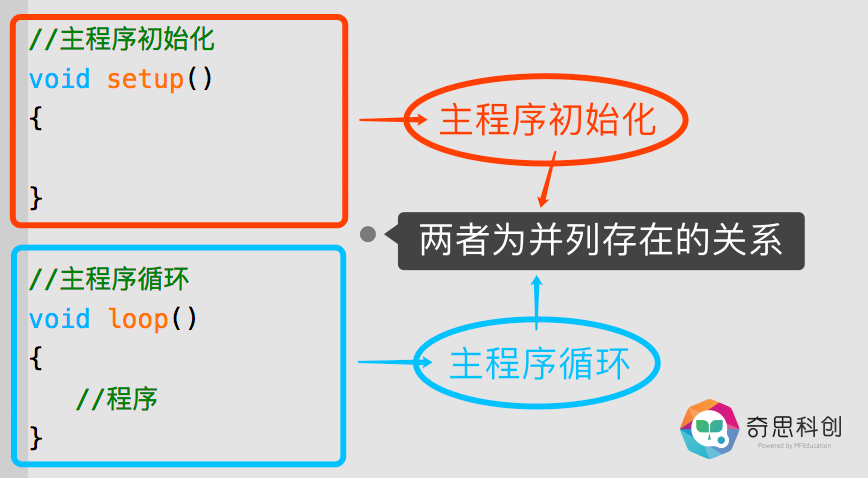 //主程序初始化
void setup()
{
}
主程序初始化
两者为并列存在的关系
//主程序循环
void loop()
{
//程序
}
主程序循环
奇思科创
Powered by MFEducation